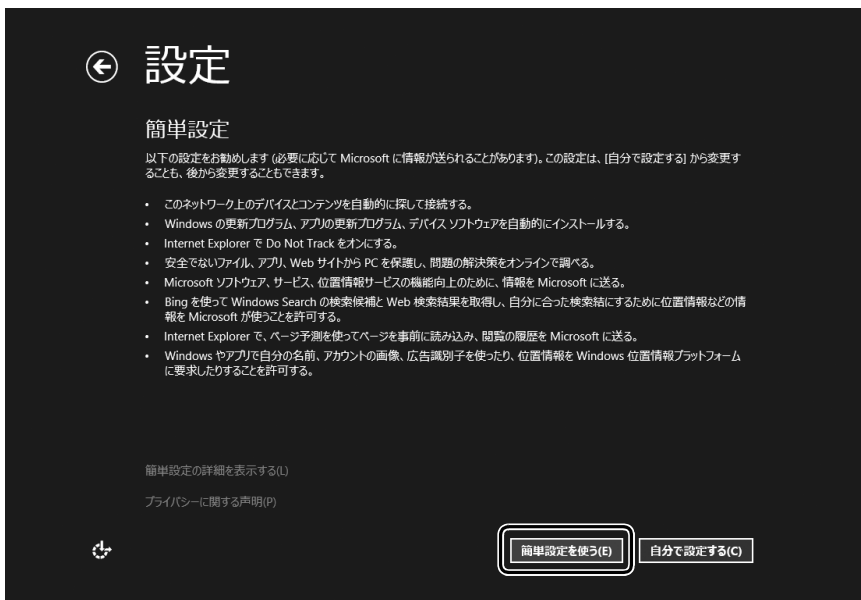 設定
簡単設定
以下の設定をお勧めします (必要に応じて Microsoft に情報が送られることがあります)。この設定は、[自分で設定する] から変更す
ることも、後から変更することもできます。
• このネットワーク上のデバイスとコンテンツを自動的に探して接続する。
• Windows の更新プログラム、アプリの更新プログラム、デバイス ソフトウェアを自動的にインストールする。
• Internet Explorer で Do Not Track をオンにする。
• 安全でないファイル、アプリ、Web サイトから PC を保護し、問題の解決策をオンラインで調べる。
• Microsoft ソフトウェア、サービス、位置情報サービスの機能向上のために、情報を Microsoft に送る。
• Bing を使って Windows Search の検索候補と Web 検索結果を取得し、自分に合った検索結にするために位置情報などの情
報を Microsoft が使うことを許可する。
• Internet Explorer で、ページ予測を使ってページを事前に読み込み、閲覧の履歴を Microsoft に送る。
• Windows やアプリで自分の名前、アカウントの画像、広告識別子を使ったり、位置情報を Windows 位置情報プラットフォーム
に要求したりすることを許可する。
簡単設定の詳細を表示する(L)
プライバシーに関する声明(P)
簡単設定を使う(E)
自分で設定する(C)